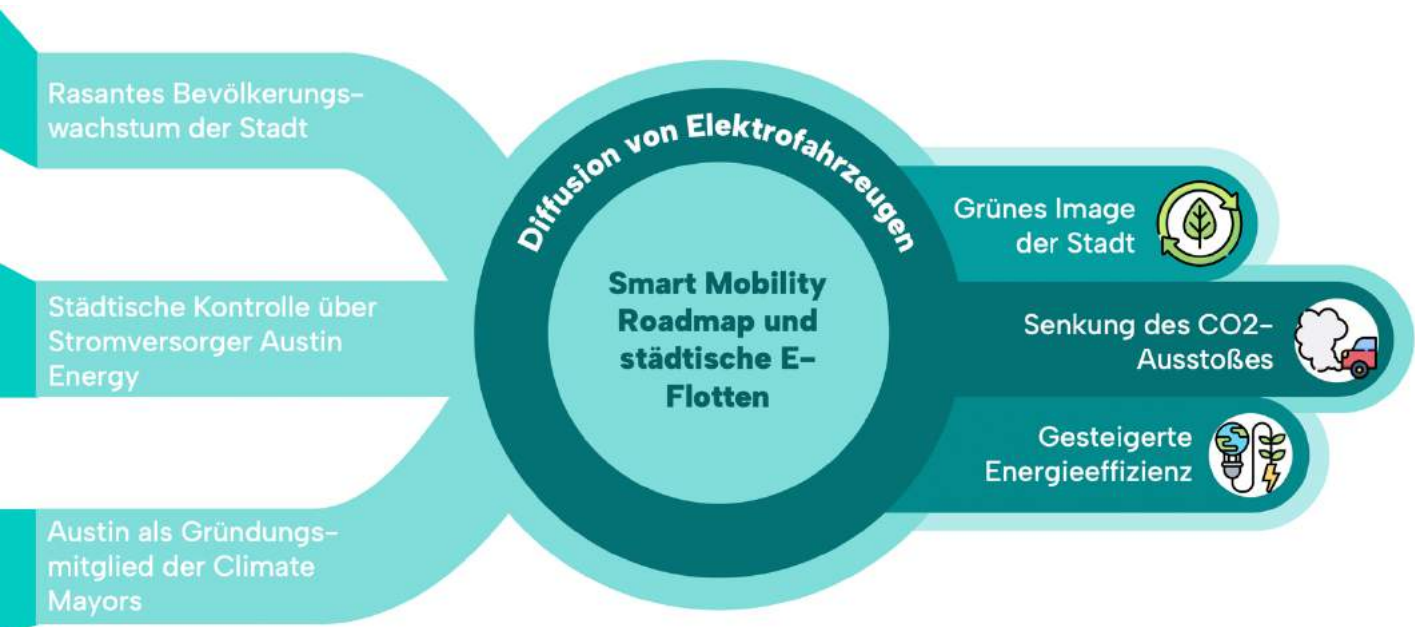 Rasantes Bevölkerungs-
wachstum der Stadt
Städtische Kontrolle über
Stromversorger Austin
Energy
Austin als Gründungs-
mitglied der Climate
Mayors
Diffusion von Elektrofahrzeugen
Smart Mobility
Roadmap und
städtische E-
Flotten
Grünes Image
der Stadt
Senkung des CO2-
Ausstoßes
Gesteigerte
Energieeffizienz